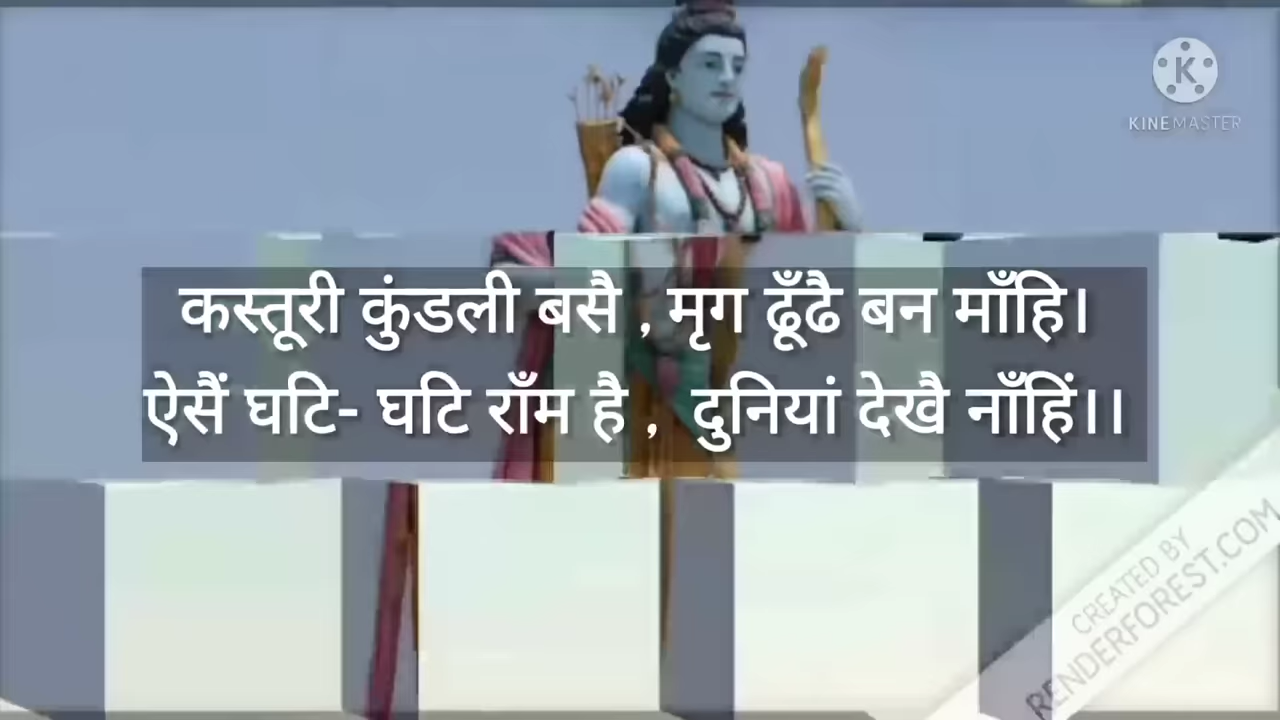 K
KINEMASTER
कस्तूरी कुंडली बसै , मृग ढूँढै बन माँहि।
ऐसैं घटि- घटि राँम है , दुनियां देखै नाँहिं।।
CREATED BY
RENDERFOREST.COM